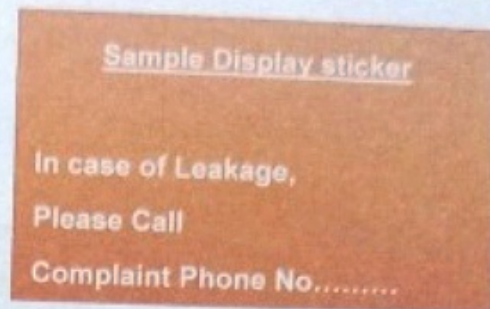 Sample Display sticker
In case of Leakage,
Please Call
Complaint Phone No.........